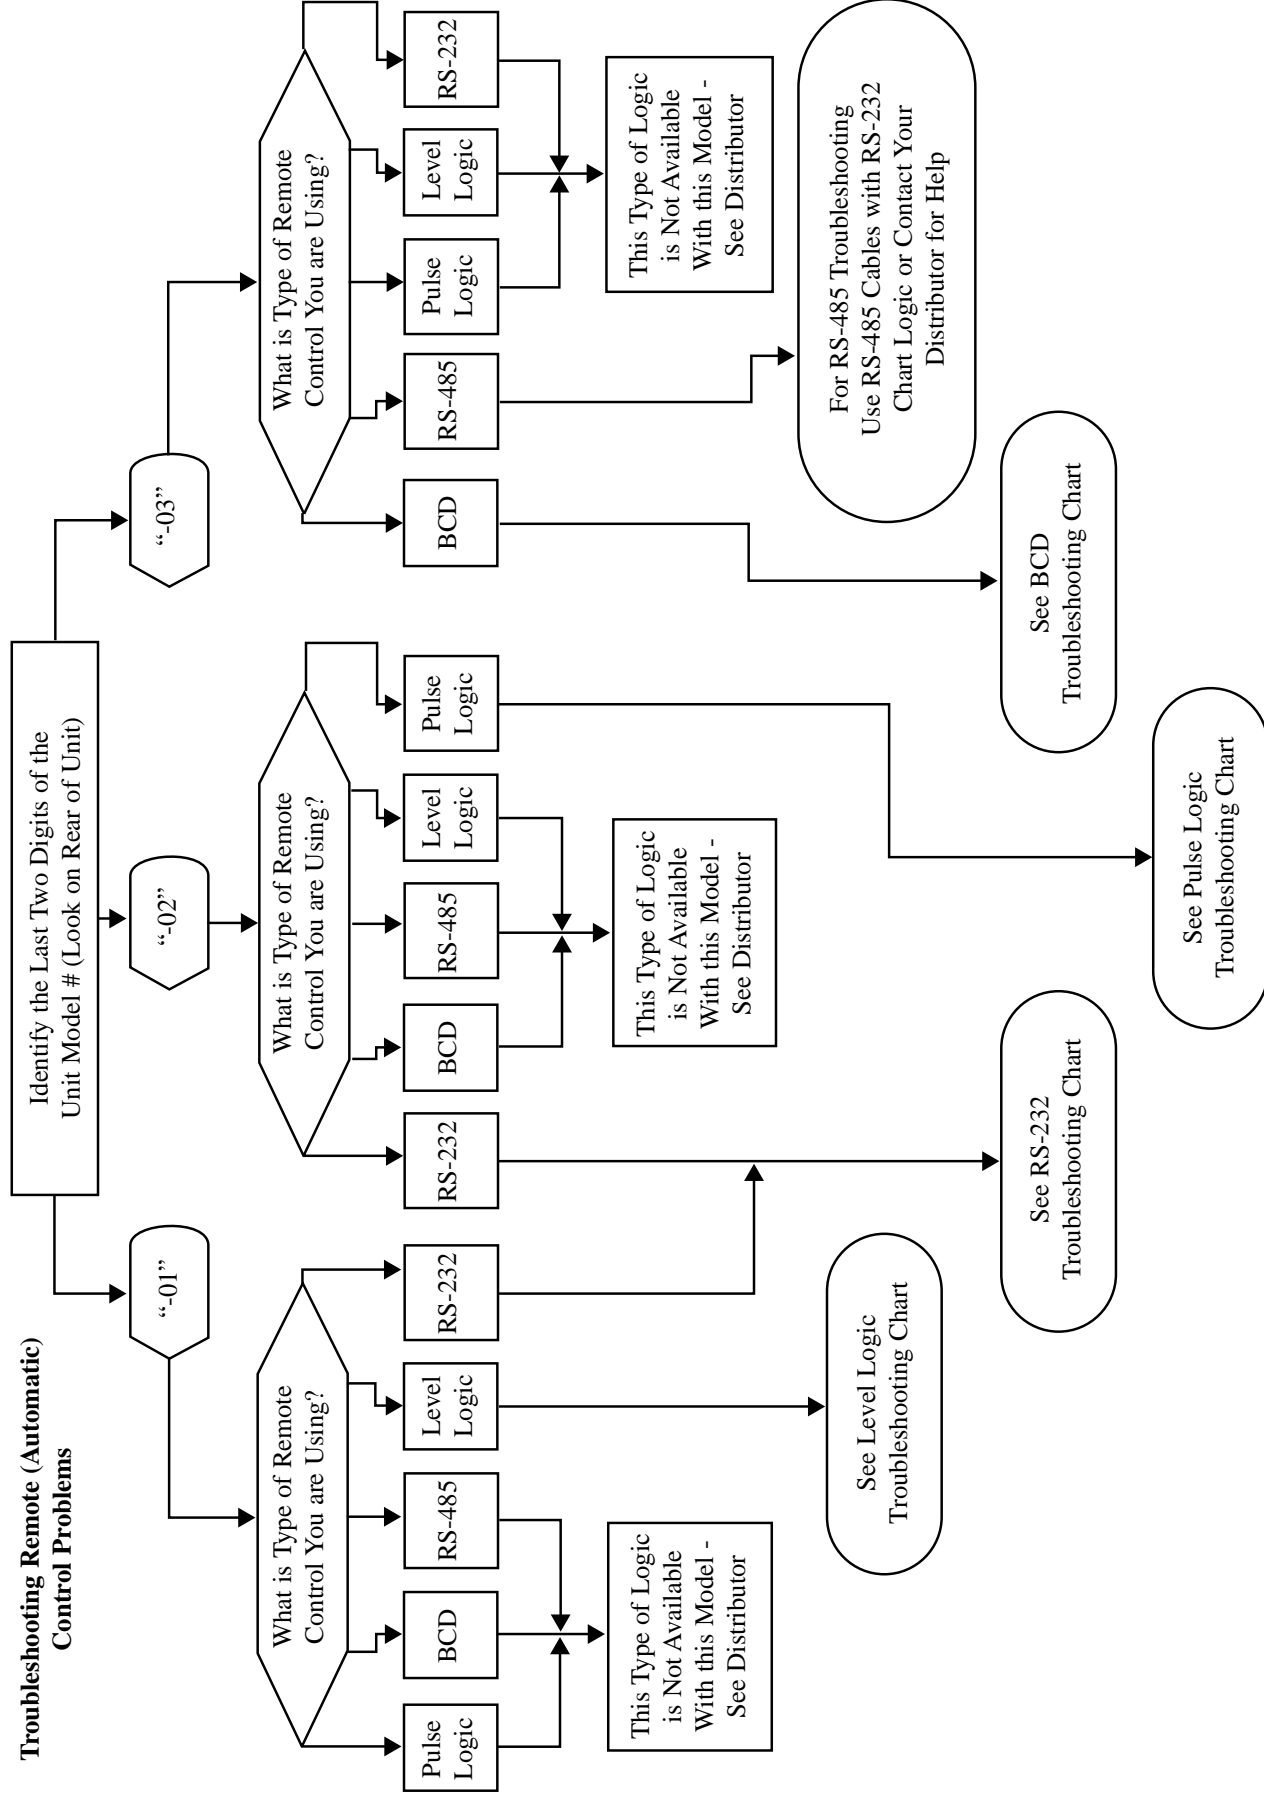 Troubleshooting Remote (Automatic)
Control Problems
Identify the Last Two Digits of the
Unit Model # (Look on Rear of Unit)
“-01”
“-02”
“-03”
What is Type of Remote
Control You are Using?
What is Type of Remote
Control You are Using?
What is Type of Remote
Control You are Using?
Pulse
Logic
BCD
RS-485
Level
Logic
RS-232
RS-232
BCD
RS-485
Level
Logic
Pulse
Logic
BCD
RS-485
Pulse
Logic
Level
Logic
RS-232
This Type of Logic
is Not Available
With this Model -
See Distributor
This Type of Logic
is Not Available
With this Model -
See Distributor
This Type of Logic
is Not Available
With this Model -
See Distributor
For RS-485 Troubleshooting
Use RS-485 Cables with RS-232
Chart Logic or Contact Your
Distributor for Help
See Level Logic
Troubleshooting Chart
See RS-232
Troubleshooting Chart
See BCD
Troubleshooting Chart
See Pulse Logic
Troubleshooting Chart